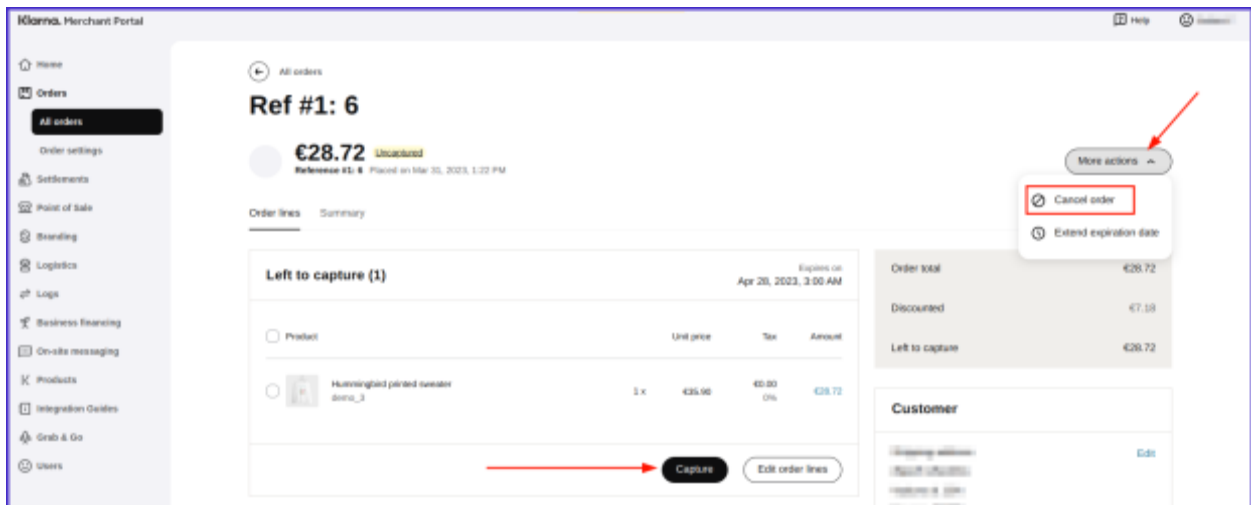 Klarna. Merchant Portal
Help
Home
Orders
All orders
Order settings
Settlements
Point of Sale
Branding
Logistics
Logs
Business financing
On-site messaging
Products
Integration Guides
Grab & Go
Users
All orders
Ref #1: 6
€28.72 Uncaptured
Reference #1: 6 Placed on Mar 31, 2023, 1:22 PM
More actions
Cancel order
Extend expiration date
Order lines Summary
Left to capture (1)
Expires on
Apr 28, 2023, 3:00 AM
Product Unit price Tax Amount
Hummingbird printed sweater 1 x €35.90 €0.00 €28.72
demo_3 0%
Capture Edit order lines
Order total €28.72
Discounted €7.18
Left to capture €28.72
Customer
Edit